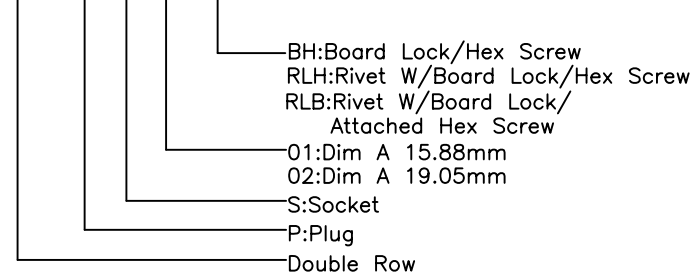 BH:Board Lock/Hex Screw
RLH:Rivet W/Board Lock/Hex Screw
RLB:Rivet W/Board Lock/
Attached Hex Screw
01:Dim A 15.88mm
02:Dim A 19.05mm
S:Socket
P:Plug
Double Row